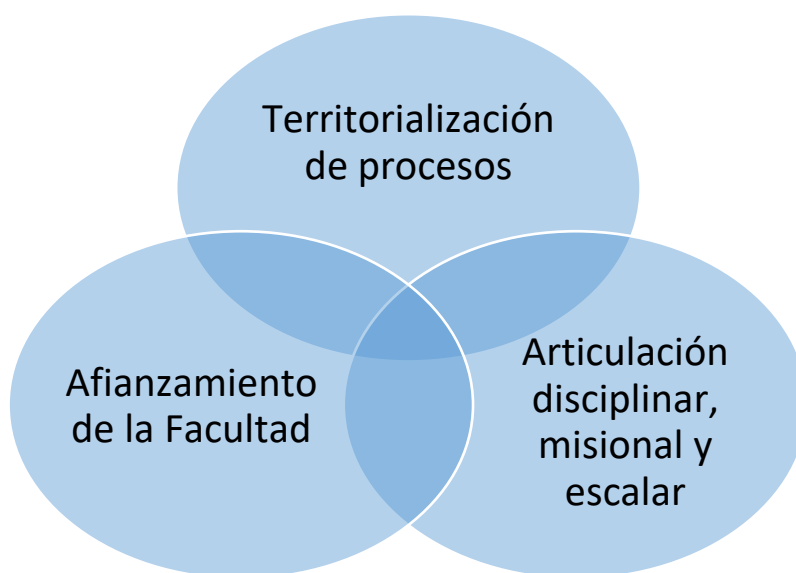 Territorialización
de procesos
Afianzamiento
de la Facultad
Articulación
disciplinar,
misional y
escalar